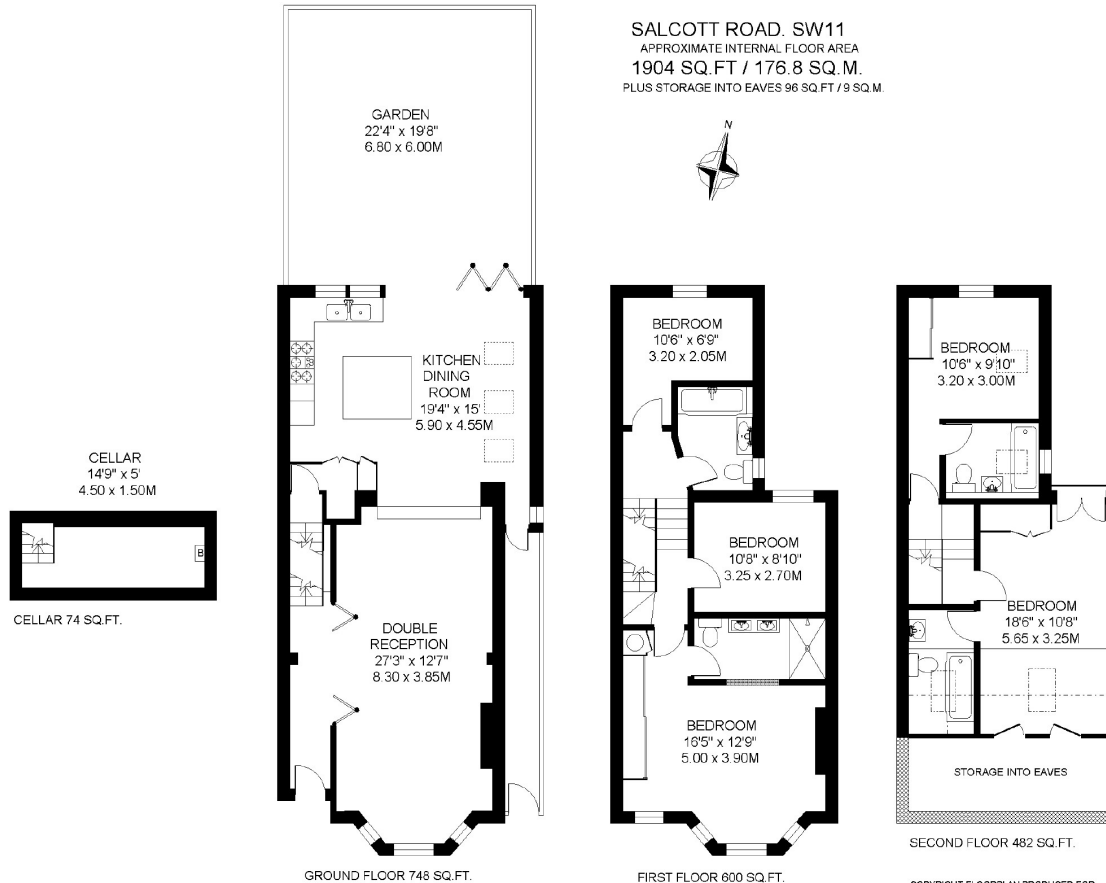 SALCOTT ROAD. SW11
APPROXIMATE INTERNAL FLOOR AREA
1904 SQ.FT / 176.8 SQ.M.
PLUS STORAGE INTO EAVES 96 SQ.FT / 9 SQ.M.
N
GARDEN
22'4" x 19'8"
6.80 x 6.00M
KITCHEN
DINING
ROOM
19'4" x 15'
5.90 x 4.55M
CELLAR
14'9" x 5'
4.50 x 1.50M
B
CELLAR 74 SQ.FT.
DOUBLE
RECEPTION
27'3" x 12'7"
8.30 x 3.85M
GROUND FLOOR 748 SQ.FT.
BEDROOM
10'6" x 6'9"
3.20 x 2.05M
BEDROOM
10'8" x 8'10"
3.25 x 2.70M
BEDROOM
16'5" x 12'9"
5.00 x 3.90M
FIRST FLOOR 600 SQ.FT.
BEDROOM
10'6" x 9'10"
3.20 x 3.00M
BEDROOM
18'6" x 10'8"
5.65 x 3.25M
STORAGE INTO EAVES
SECOND FLOOR 482 SQ.FT.
COPYRIGHT FLOORPLAN PRODUCED FOR